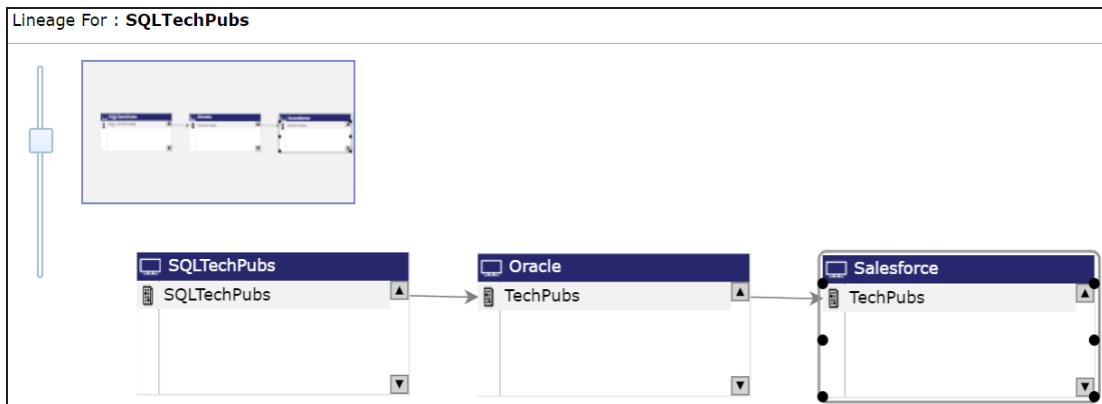 Lineage For : SQLTechPubs
SQLTechPubs
Oracle
Salesforce
SQLTechPubs
TechPubs
TechPubs